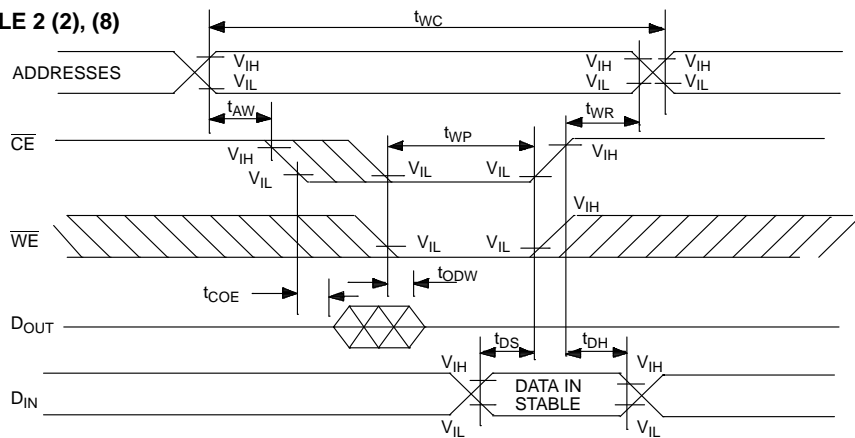 LE 2 (2), (8)
tWC
ADDRESSES
VIH
VIL
VIH
VIL
VIH
VIL
tAW
tWR
CE
VIH
VIL
tWP
VIL
VIL
VIH
WE
VIL
VIL
VIH
tCOE
tODW
DOUT
tDS
tDH
DIN
VIH
VIL
DATA IN
STABLE
VIH
VIL